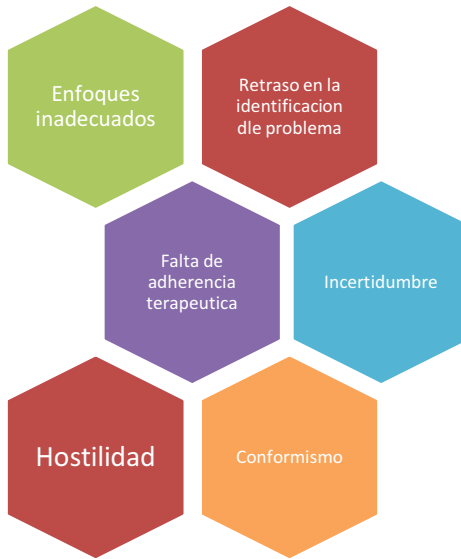 Enfoques
inadecuados
Retraso en la
identificacion
dle problema
Falta de
adherencia
terapeutica
Incertidumbre
Hostilidad
Conformismo